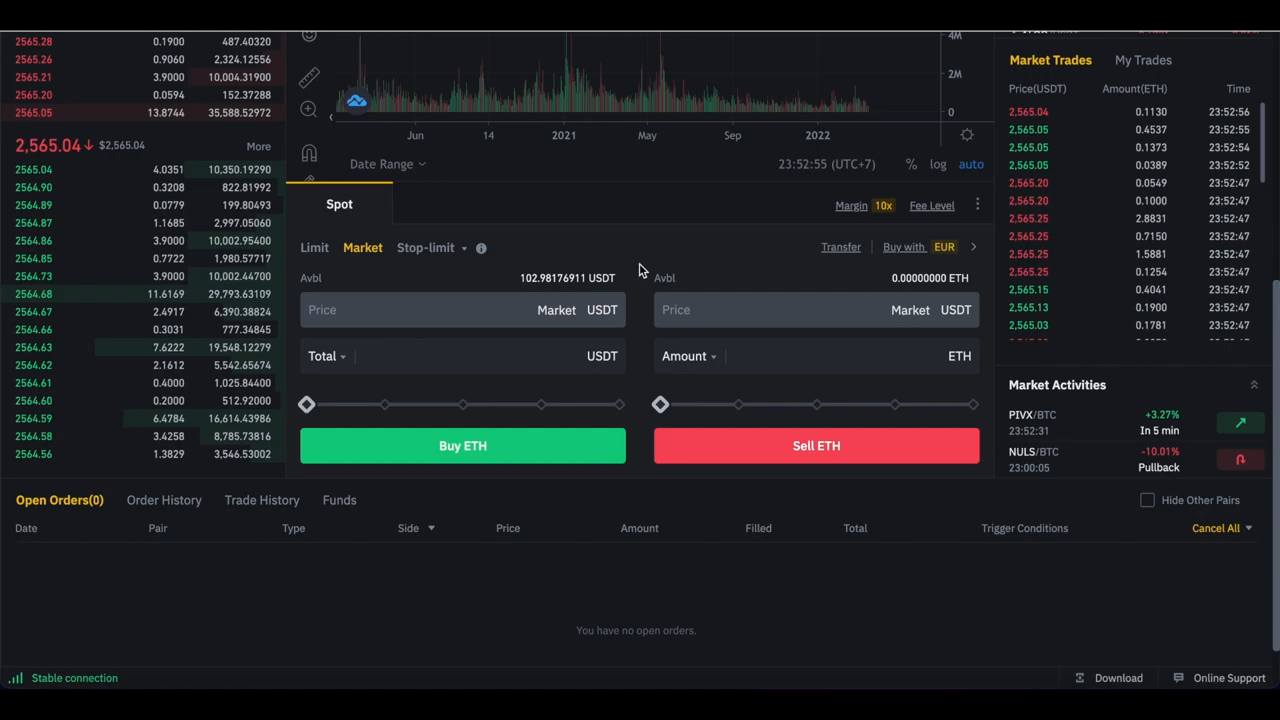 2565.28 0.1900 487.40320
2565.26 0.9060 2,324.12556
2565.21 3.9000 10,004.31900
2565.20 0.0594 152.37288
2565.05 13.8744 35,588.52972
2,565.04 $2,565.04 More
2565.04 4.0351 10,350.19290
2564.90 0.3208 822.81992
2564.89 0.0779 199.80493
2564.87 1.1685 2,997.05060
2564.86 3.9000 10,002.95400
2564.85 0.7722 1,980.57717
2564.73 3.9000 10,002.44700
2564.68 11.6169 29,793.63109
2564.67 2.4917 6,390.38824
2564.66 0.3031 777.34845
2564.63 7.6222 19,548.12279
2564.62 2.1612 5,542.65674
2564.61 0.4000 1,025.84400
2564.60 0.2000 512.92000
2564.59 6.4784 16,614.43986
2564.58 3.4258 8,785.73816
2564.56 1.3829 3,546.53002
4M
2M
0
Jun 14 2021 May Sep 2022
Date Range 23:52:55 (UTC+7) % log auto
Spot Margin 10x Fee Level
Limit Market Stop-limit Transfer Buy with EUR
Avbl 102.98176911 USDT Avbl 0.00000000 ETH
Price Market USDT Price Market USDT
Total USDT Amount ETH
Buy ETH Sell ETH
Market Trades My Trades
Price(USDT) Amount(ETH) Time
2,565.04 0.1130 23:52:56
2,565.05 0.4537 23:52:55
2,565.05 0.1373 23:52:54
2,565.05 0.0389 23:52:52
2,565.20 0.0549 23:52:47
2,565.20 0.1000 23:52:47
2,565.25 2.8831 23:52:47
2,565.25 0.7150 23:52:47
2,565.25 1.5881 23:52:47
2,565.25 0.1254 23:52:47
2,565.15 0.4041 23:52:47
2,565.13 0.1900 23:52:47
2,565.03 0.1781 23:52:47
Market Activities
PIVX/BTC +3.27%
23:52:31 In 5 min
NULS/BTC -10.01%
23:00:05 Pullback
Open Orders(0) Order History Trade History Funds Hide Other Pairs
Date Pair Type Side Price Amount Filled Total Trigger Conditions Cancel All
You have no open orders.
Stable connection Download Online Support